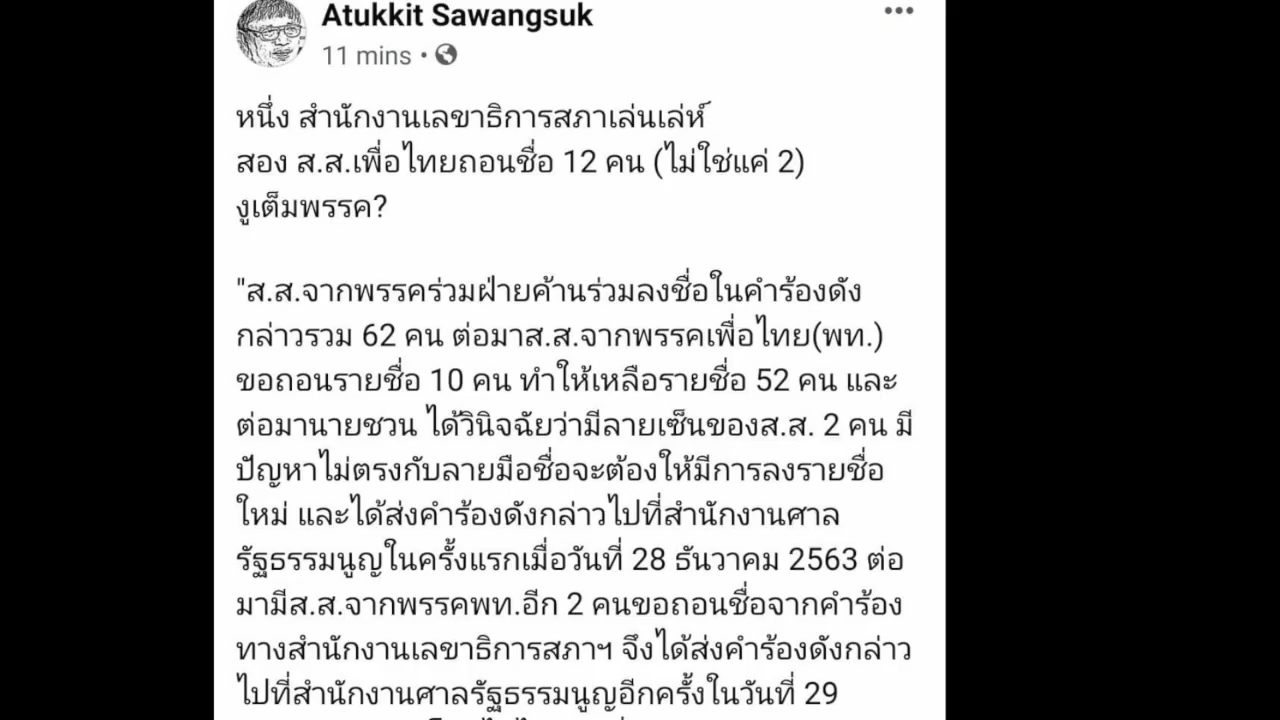 Atukkit Sawangsuk
11 mins •
หนึ่ง สำนักงานเลขาธิการสภาเล่นเล่ห์
สอง ส.ส.เพื่อไทยถอนชื่อ 12 คน (ไม่ใช่แค่ 2)
งูเต็มพรรค?
"ส.ส.จากพรรคร่วมฝ่ายค้านร่วมลงชื่อในคำร้องดัง
กล่าวรวม 62 คน ต่อมาส.ส.จากพรรคเพื่อไทย(พท.)
ขอถอนรายชื่อ 10 คน ทำให้เหลือรายชื่อ 52 คน และ
ต่อมานายชวน ได้วินิจฉัยว่ามีลายเซ็นของส.ส. 2 คน มี
ปัญหาไม่ตรงกับลายมือชื่อจะต้องให้มีการลงรายชื่อ
ใหม่ และได้ส่งคำร้องดังกล่าวไปที่สำนักงานศาล
รัฐธรรมนูญในครั้งแรกเมื่อวันที่ 28 ธันวาคม 2563 ต่อ
มามีส.ส.จากพรรคพท.อีก 2 คนขอถอนชื่อจากคำร้อง
ทางสำนักงานเลขาธิการสภาฯ จึงได้ส่งคำร้องดังกล่าว
ไปที่สำนักงานศาลรัฐธรรมนูญอีกครั้งในวันที่ 29